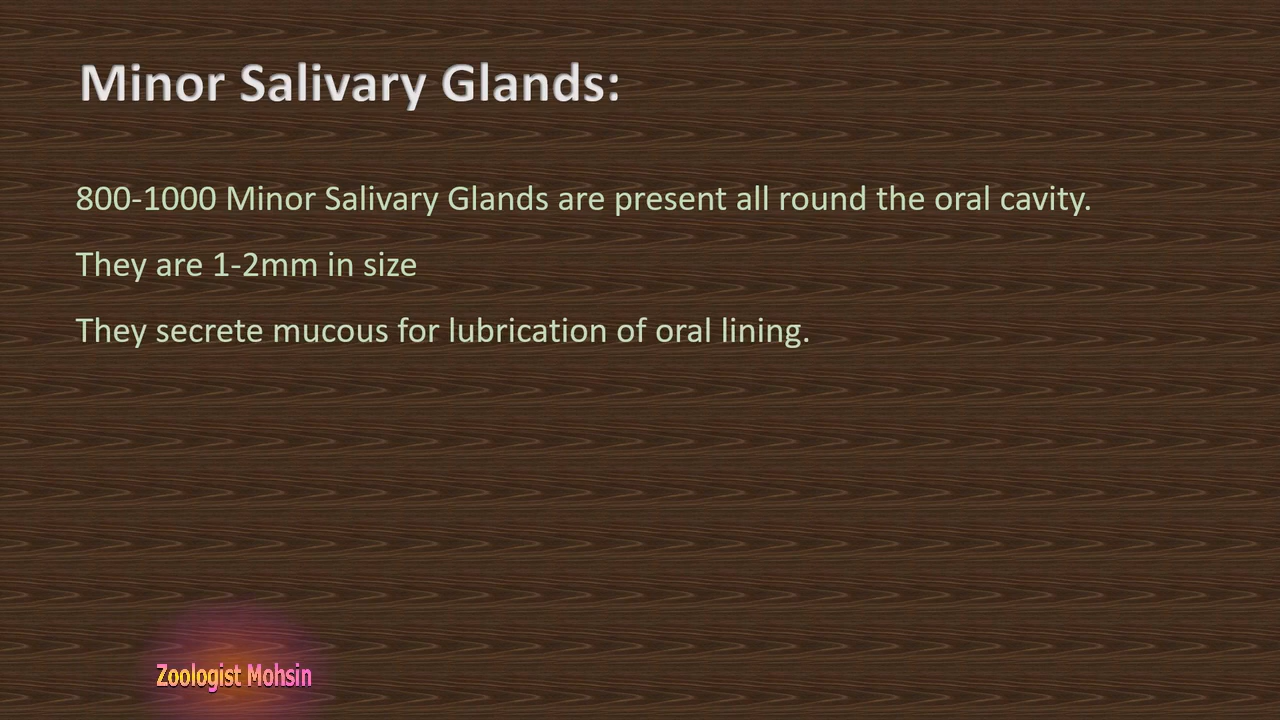 Minor Salivary Glands:
800-1000 Minor Salivary Glands are present all round the oral cavity.
They are 1-2mm in size
They secrete mucous for lubrication of oral lining.
Zoologist Mohsin